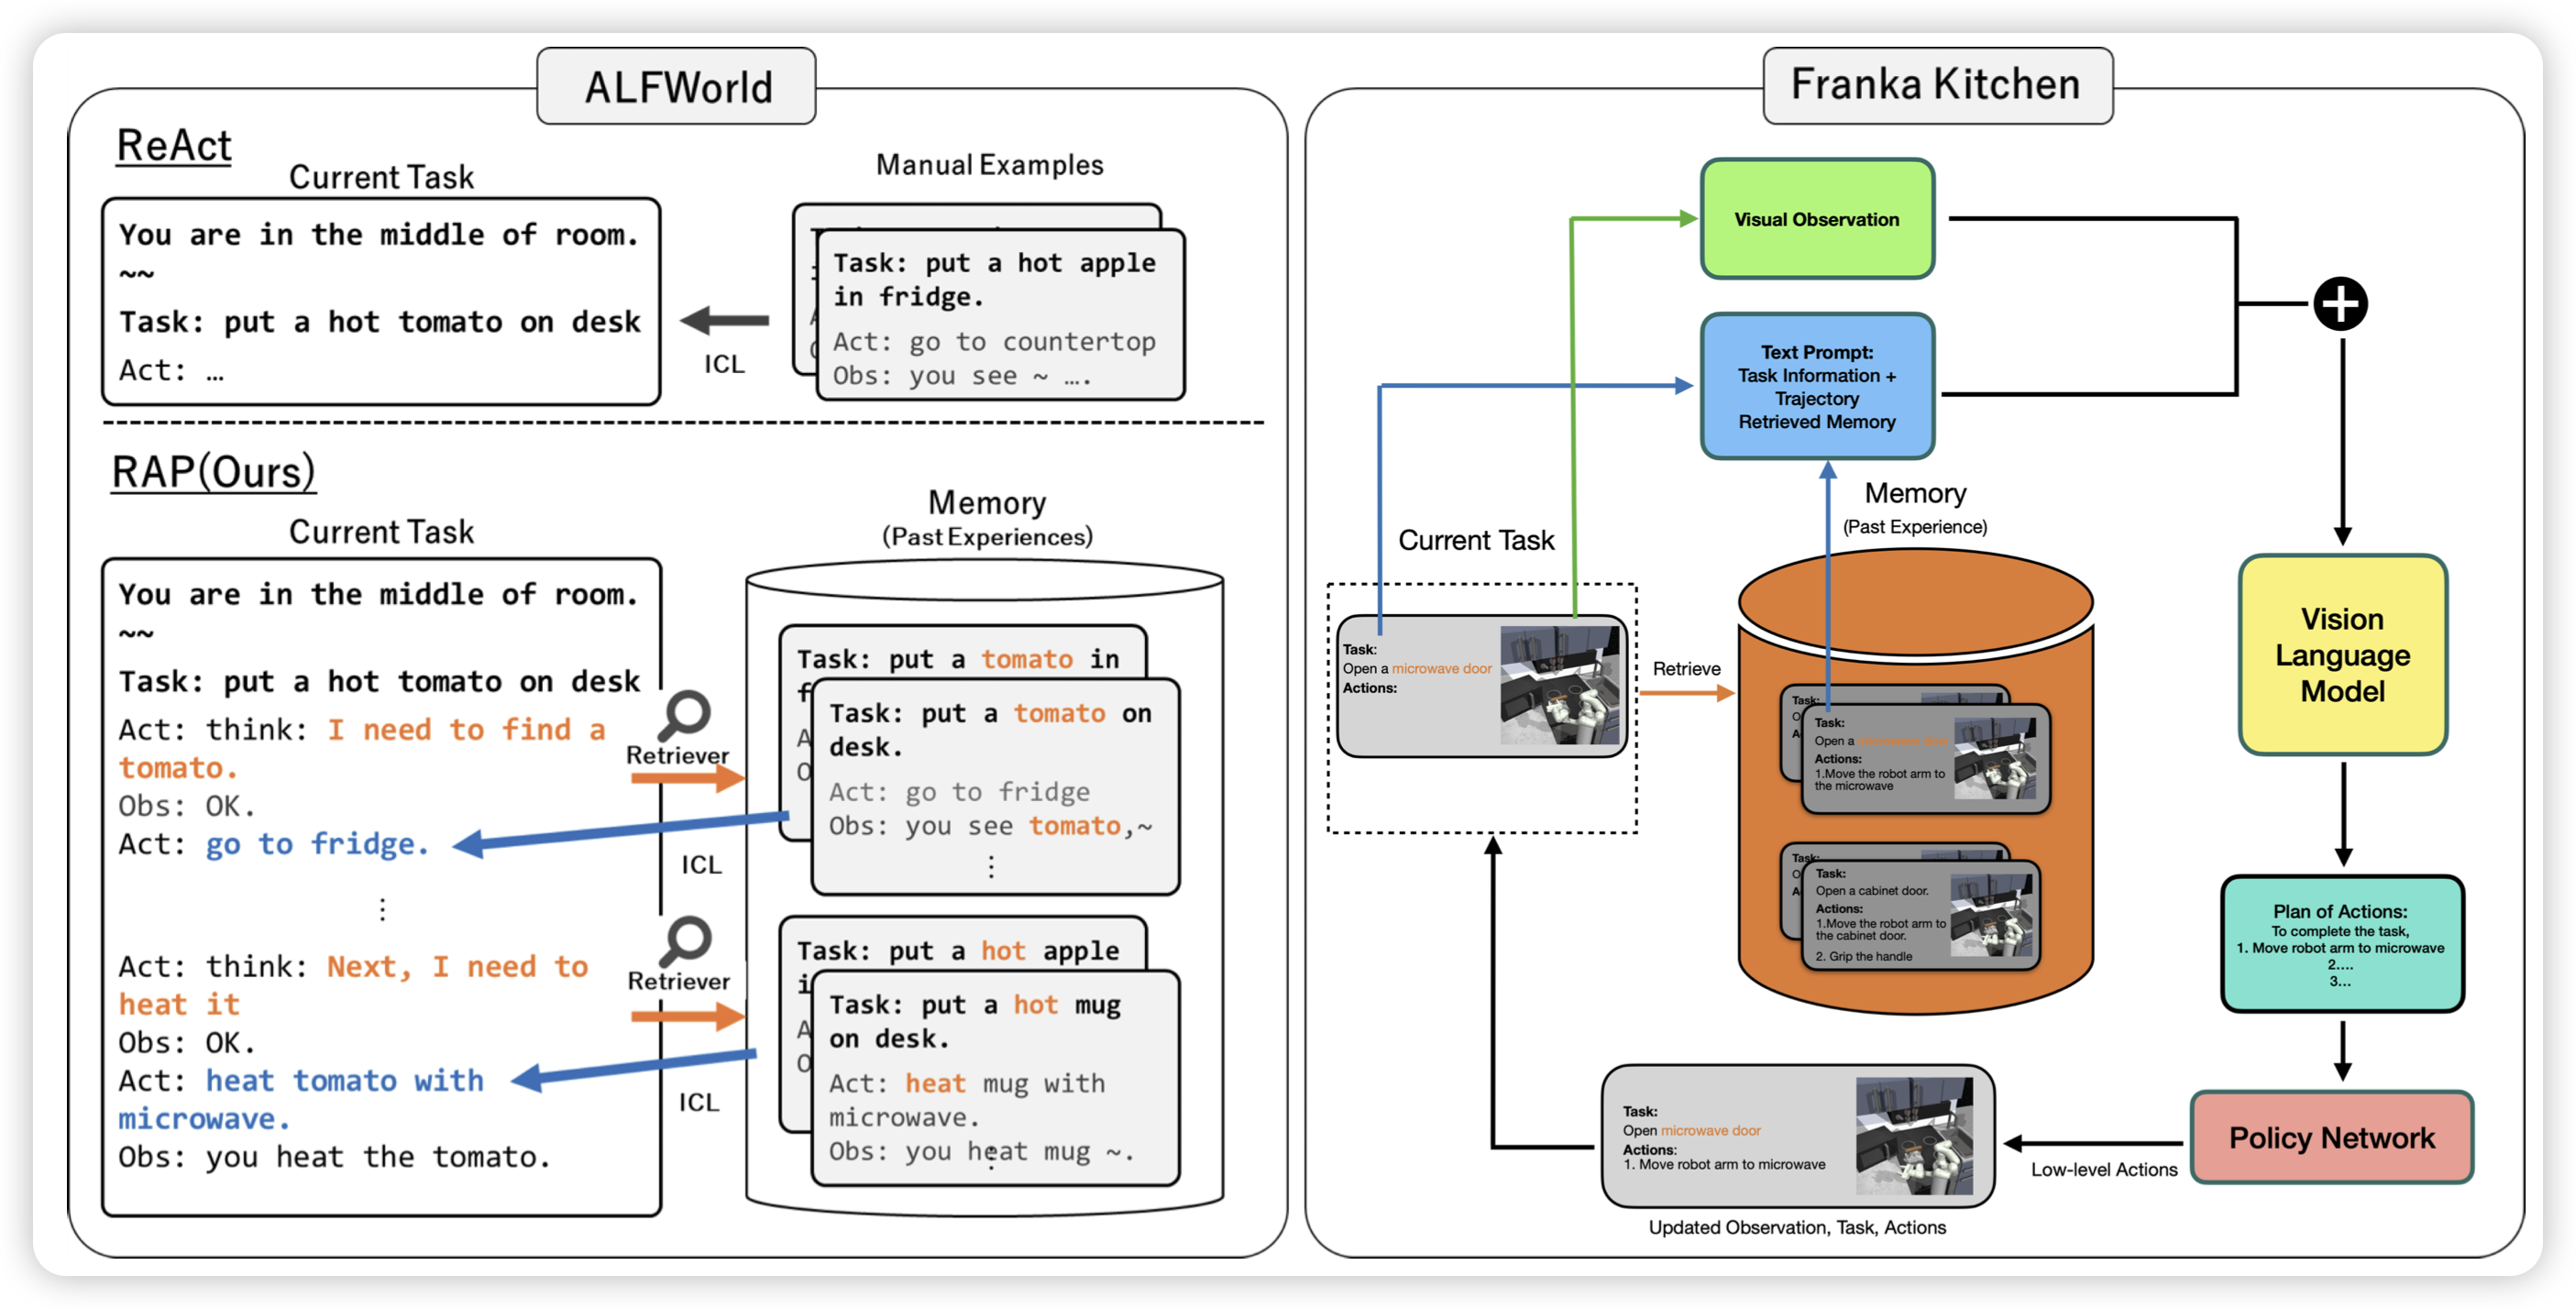 ALFWorld
ReAct
Current Task
You are in the middle of room.
~~
Task: put a hot tomato on desk
Act: …
ICL
Manual Examples
Task: put a hot apple
in fridge.
Act: go to countertop
Obs: you see ~ ….
RAP(Ours)
Current Task
You are in the middle of room.
~~
Task: put a hot tomato on desk
Act: think: I need to find a
tomato.
Obs: OK.
Act: go to fridge.
⋮
Act: think: Next, I need to
heat it
Obs: OK.
Act: heat tomato with
microwave.
Obs: you heat the tomato.
Retriever
ICL
Retriever
ICL
Memory
(Past Experiences)
Task: put a tomato in
Task: put a tomato on
desk.
Act: go to fridge
Obs: you see tomato,~
⋮
Task: put a hot apple
Task: put a hot mug
on desk.
Act: heat mug with
microwave.
Obs: you heat mug ~.
⋮
Franka Kitchen
Visual Observation
Text Prompt:
Task Information +
Trajectory
Retrieved Memory
+
Current Task
Task:
Open a microwave door
Actions:
Retrieve
Memory
(Past Experience)
Task:
Task:
Open a microwave door
Actions:
1.Move the robot arm to
the microwave
Task:
Task:
Open a cabinet door.
Actions:
1.Move the robot arm to
the cabinet door.
2. Grip the handle
Vision
Language
Model
Plan of Actions:
To complete the task,
1. Move robot arm to microwave
2....
3...
Policy Network
Low-level Actions
Task:
Open microwave door
Actions:
1. Move robot arm to microwave
Updated Observation, Task, Actions